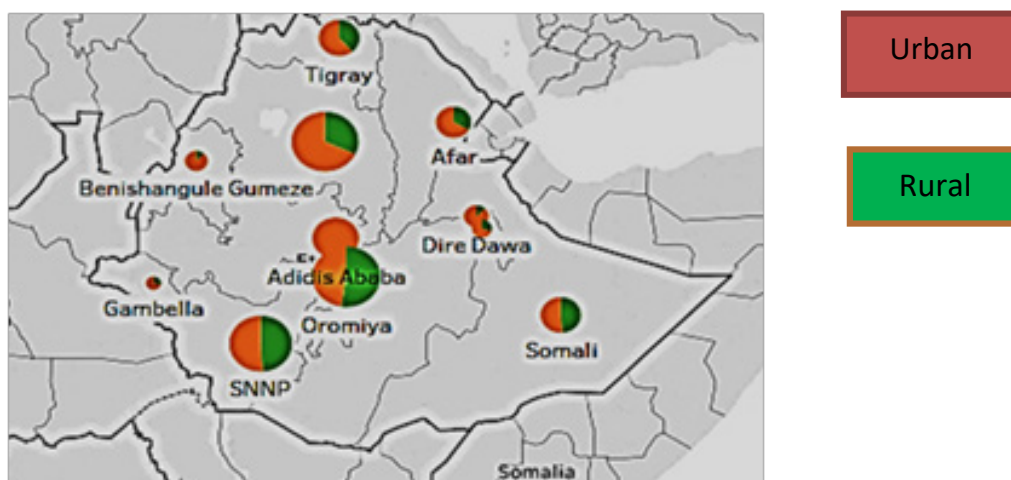 Urban
Tigray
Afar
Rural
Benishangule Gumeze
Dire Dawa
Adidis Ababa
Gambella
Oromiya
Somali
SNNP
Somalia